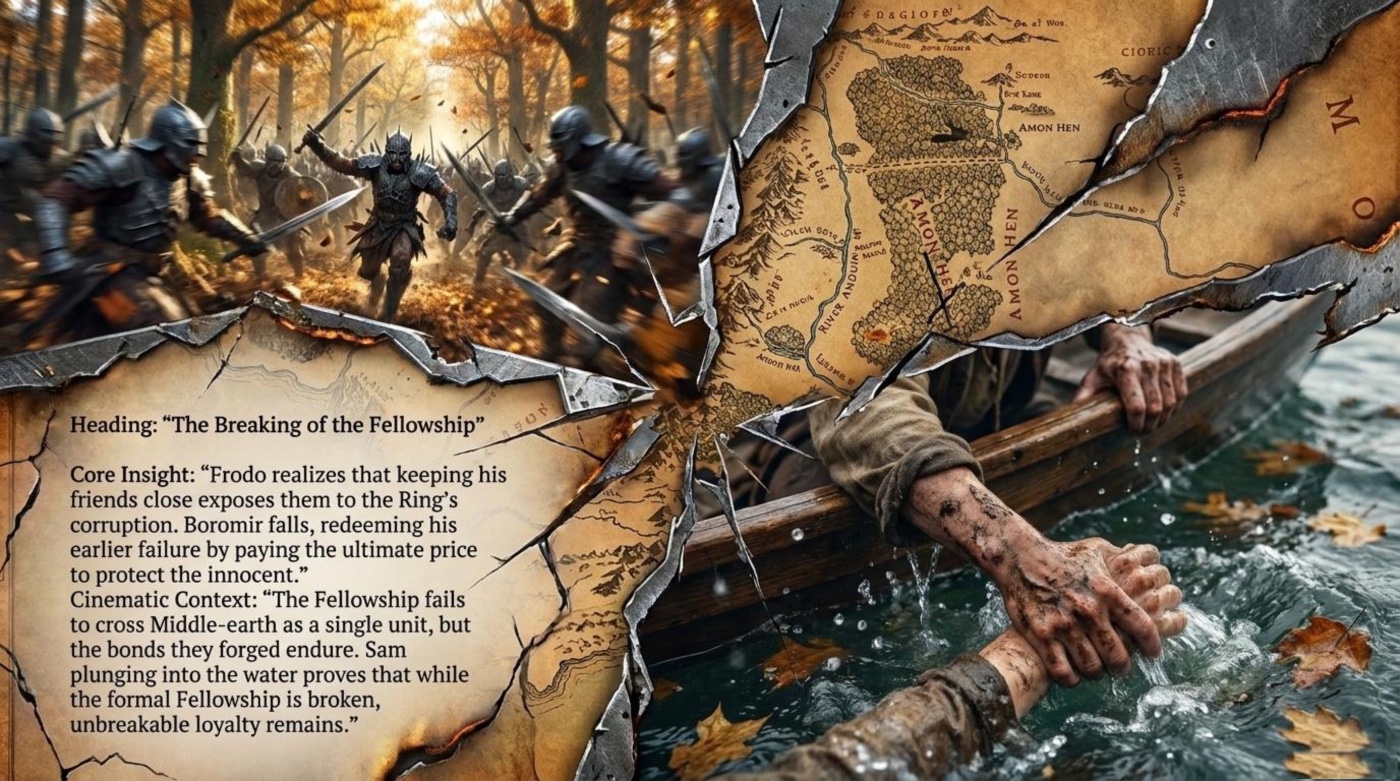 AMON HEN
AMON HEN
AMON HEN
RIVER ANDUIN
M
O
Heading: “The Breaking of the Fellowship”
Core Insight: “Frodo realizes that keeping his
friends close exposes them to the Ring’s
corruption. Boromir falls, redeeming his
earlier failure by paying the ultimate price
to protect the innocent.”
Cinematic Context: “The Fellowship fails
to cross Middle-earth as a single unit, but
the bonds they forged endure. Sam
plunging into the water proves that while
the formal Fellowship is broken,
unbreakable loyalty remains.”